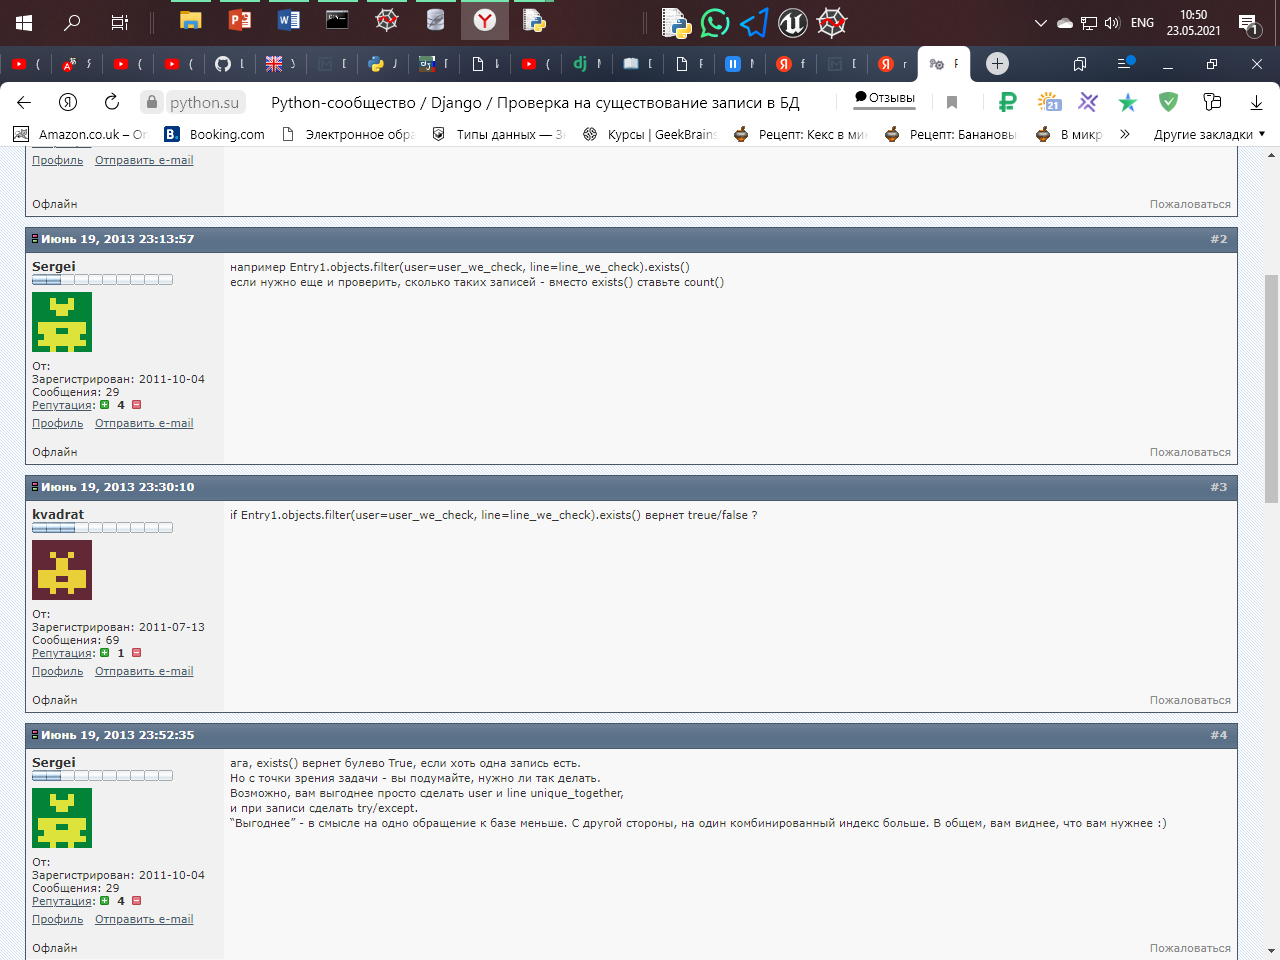 ENG
10:50
23.05.2021
1
python.su
Python-сообщество / Django / Проверка на существование записи в БД
Отзывы
21
Amazon.co.uk – On
B. Booking.com
Электронное обра
Типы данных — Зн
Курсы | GeekBrains
Рецепт: Кекс в мик
Рецепт: Бананов
В микр
Другие закладки
Профиль Отправить e-mail
Офлайн
Пожаловаться
Июнь 19, 2013 23:13:57
#2
Sergei
например Entry1.objects.filter(user=user_we_check, line=line_we_check).exists()
если нужно еще и проверить, сколько таких записей - вместо exists() ставьте count()
От:
Зарегистрирован: 2011-10-04
Сообщения: 29
Репутация: 4
Профиль Отправить e-mail
Офлайн
Пожаловаться
Июнь 19, 2013 23:30:10
#3
kvadrat
if Entry1.objects.filter(user=user_we_check, line=line_we_check).exists() вернет treue/false ?
От:
Зарегистрирован: 2011-07-13
Сообщения: 69
Репутация: 1
Профиль Отправить e-mail
Офлайн
Пожаловаться
Июнь 19, 2013 23:52:35
#4
Sergei
ага, exists() вернет булево True, если хоть одна запись есть.
Но с точки зрения задачи - вы подумайте, нужно ли так делать.
Возможно, вам выгоднее просто сделать user и line unique_together,
и при записи сделать try/except.
“Выгоднее” - в смысле на одно обращение к базе меньше. С другой стороны, на один комбинированный индекс больше. В общем, вам виднее, что вам нужнее :)
От:
Зарегистрирован: 2011-10-04
Сообщения: 29
Репутация: 4
Профиль Отправить e-mail
Офлайн
Пожаловаться